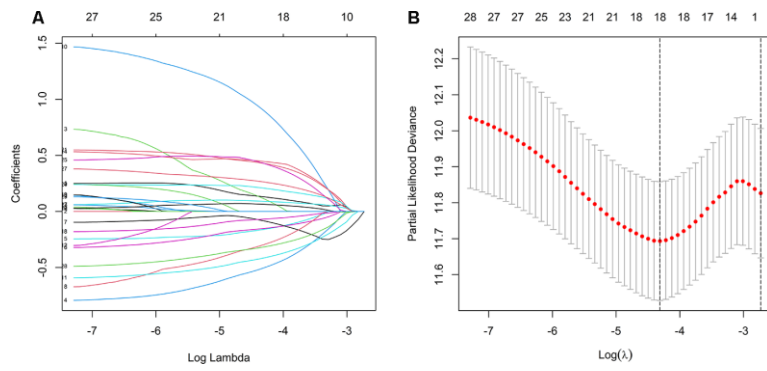 A
27 25 21 18 10
1.5
1.0
0.5
0.0
-0.5
Coefficients
3
4
-7 -6 -5 -4 -3
Log Lambda
B
28 27 27 25 23 21 21 18 18 18 17 14 1
12.2
12.1
12.0
11.9
11.8
11.7
11.6
Partial Likelihood Deviance
-7 -6 -5 -4 -3
Log(λ)